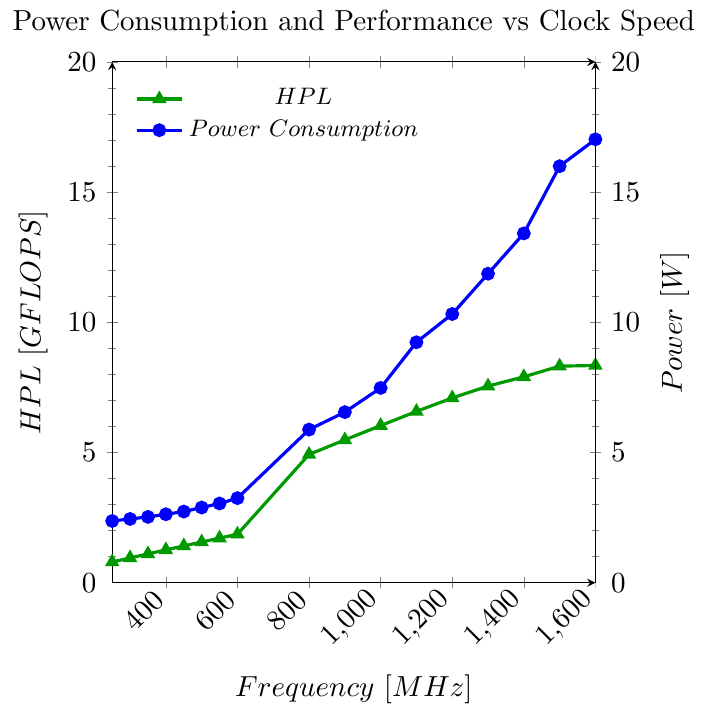 Power Consumption and Performance vs Clock Speed
20
20
HPL
Power Consumption
15
15
HPL [GFLOPS]
Power [W]
10
10
5
5
0
0
400
600
800
1,000
1,200
1,400
1,600
Frequency [MHz]